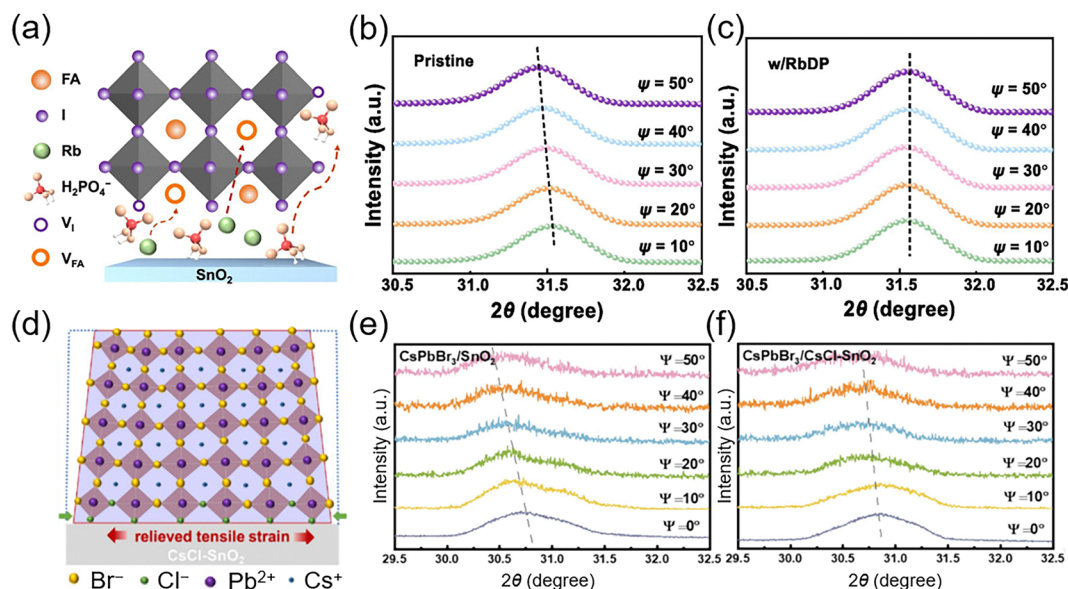 (a)
FA
I
Rb
H₂PO₄⁻
V_I
V_FA
SnO₂
(b)
Pristine
ψ = 50°
ψ = 40°
ψ = 30°
ψ = 20°
ψ = 10°
Intensity (a.u.)
30.5 31.0 31.5 32.0 32.5
2θ (degree)
(c)
w/RbDP
ψ = 50°
ψ = 40°
ψ = 30°
ψ = 20°
ψ = 10°
Intensity (a.u.)
30.5 31.0 31.5 32.0 32.5
2θ (degree)
(d)
relieved tensile strain
CsCl-SnO₂
Br⁻ Cl⁻ Pb²⁺ Cs⁺
(e)
CsPbBr₃/SnO₂
Ψ=50°
Ψ=40°
Ψ=30°
Ψ=20°
Ψ=10°
Ψ=0°
Intensity (a.u.)
29.5 30.0 30.5 31.0 31.5 32.0 32.5
2θ (degree)
(f)
CsPbBr₃/CsCl-SnO₂
Ψ=50°
Ψ=40°
Ψ=30°
Ψ=20°
Ψ=10°
Ψ=0°
Intensity (a.u.)
29.5 30.0 30.5 31.0 31.5 32.0 32.5
2θ (degree)